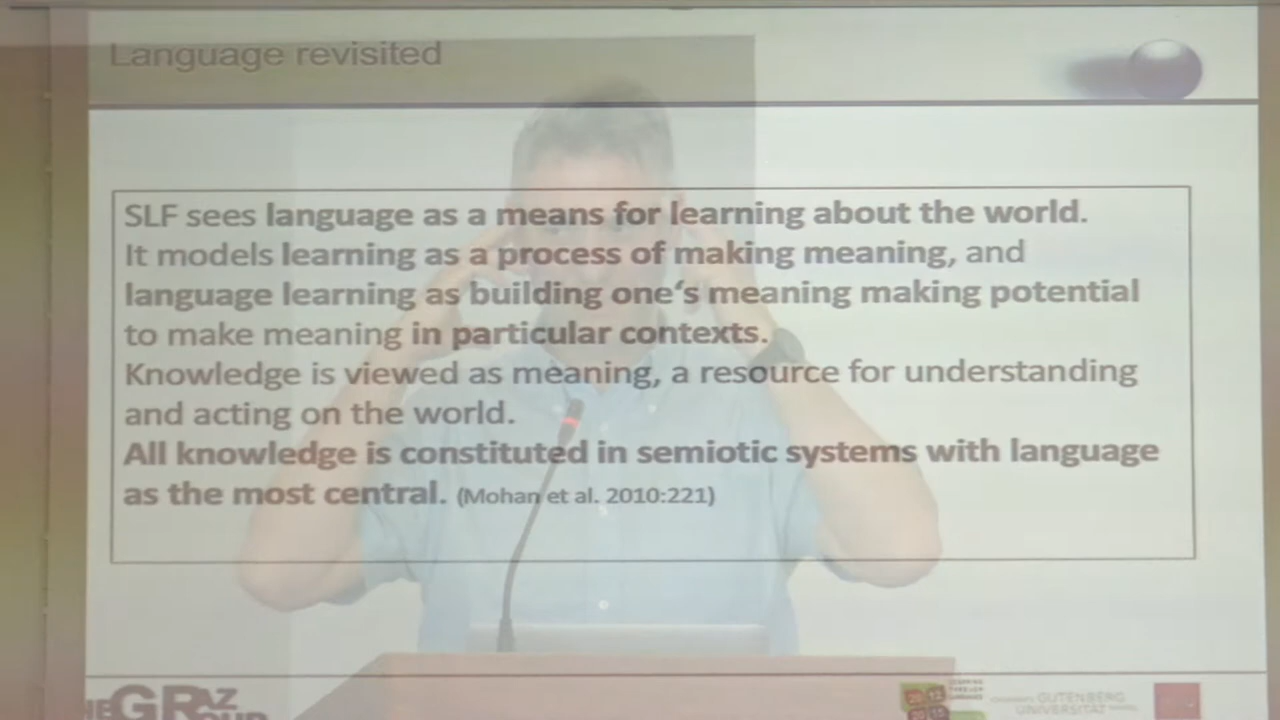 Language revisited
SLF sees language as a means for learning about the world.
It models learning as a process of making meaning, and
language learning as building one‘s meaning making potential
to make meaning in particular contexts.
Knowledge is viewed as meaning, a resource for understanding
and acting on the world.
All knowledge is constituted in semiotic systems with language
as the most central. (Mohan et al. 2010:221)
GRAZ
GUTENBERG
UNIVERSITÄT